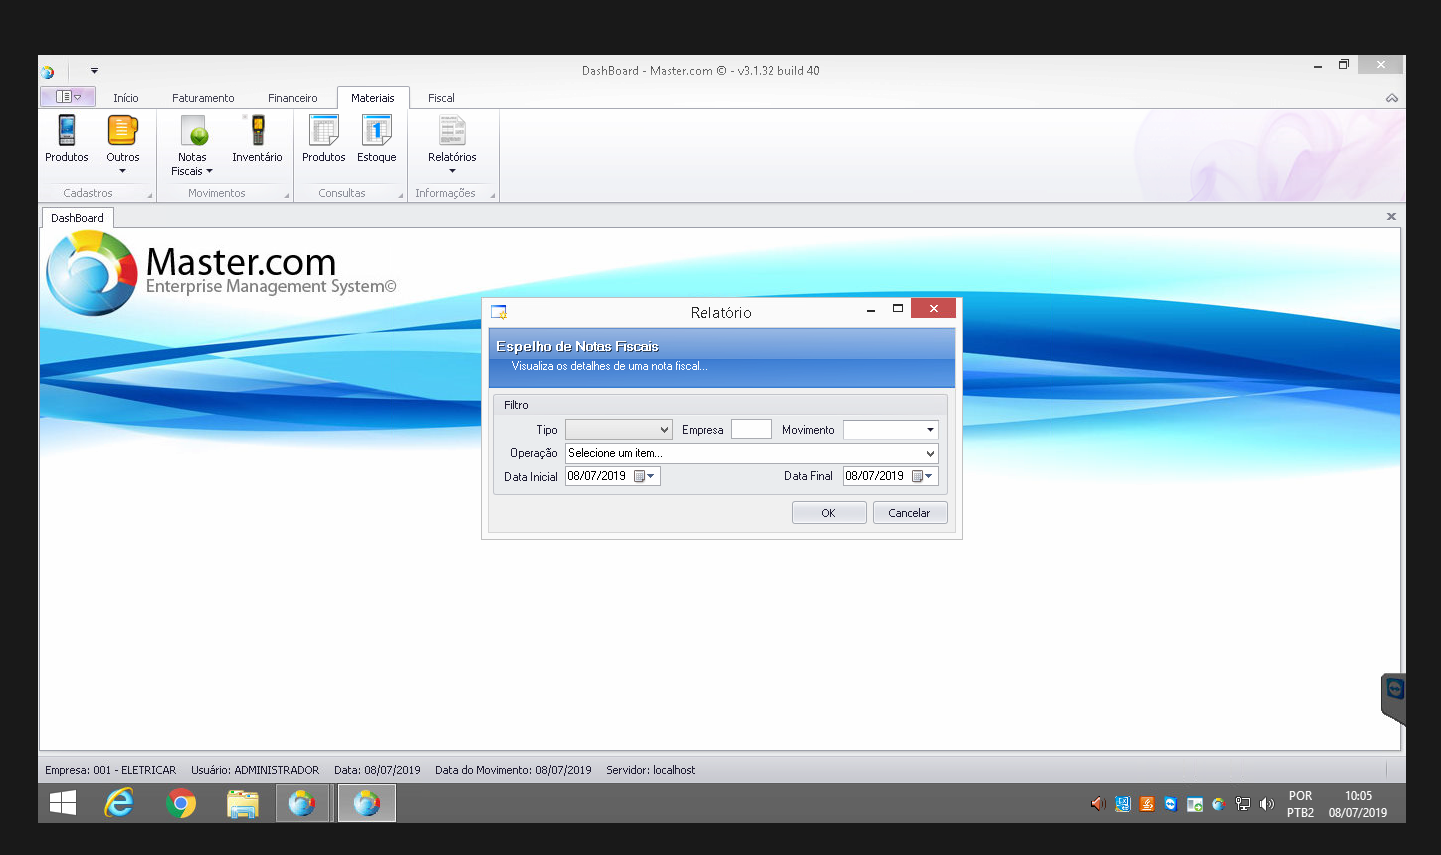 DashBoard - Master.com © - v3.1.32 build 40
Início Faturamento Financeiro Materiais Fiscal
Produtos Outros Notas Fiscais Inventário Produtos Estoque Relatórios
Cadastros Movimentos Consultas Informações
DashBoard
Master.com
Enterprise Management System©
Relatório
Espelho de Notas Fiscais
Visualiza os detalhes de uma nota fiscal...
Filtro
Tipo Empresa Movimento
Operação Selecione um item...
Data Inicial 08/07/2019 Data Final 08/07/2019
OK Cancelar
Empresa: 001 - ELETRICAR Usuário: ADMINISTRADOR Data: 08/07/2019 Data do Movimento: 08/07/2019 Servidor: localhost
POR 10:05
PTB2 08/07/2019